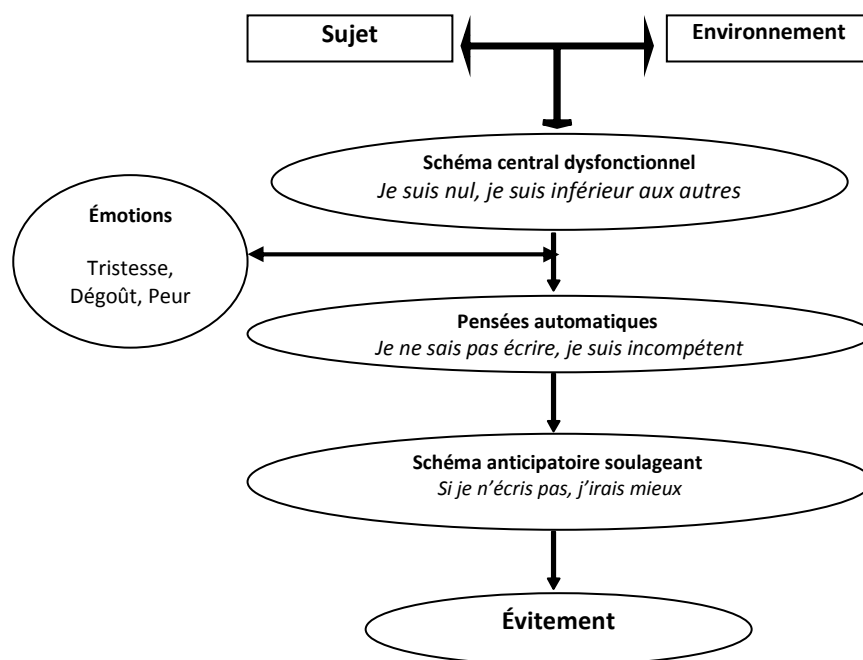 Sujet
Environnement
Schéma central dysfonctionnel
Je suis nul, je suis inférieur aux autres
Émotions
Tristesse,
Dégoût, Peur
Pensées automatiques
Je ne sais pas écrire, je suis incompétent
Schéma anticipatoire soulageant
Si je n’écris pas, j’irais mieux
Évitement